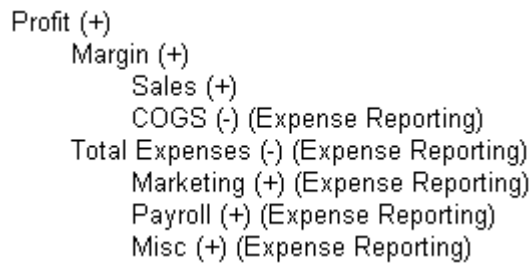 Profit (+)
Margin (+)
Sales (+)
COGS (-) (Expense Reporting)
Total Expenses (-) (Expense Reporting)
Marketing (+) (Expense Reporting)
Payroll (+) (Expense Reporting)
Misc (+) (Expense Reporting)